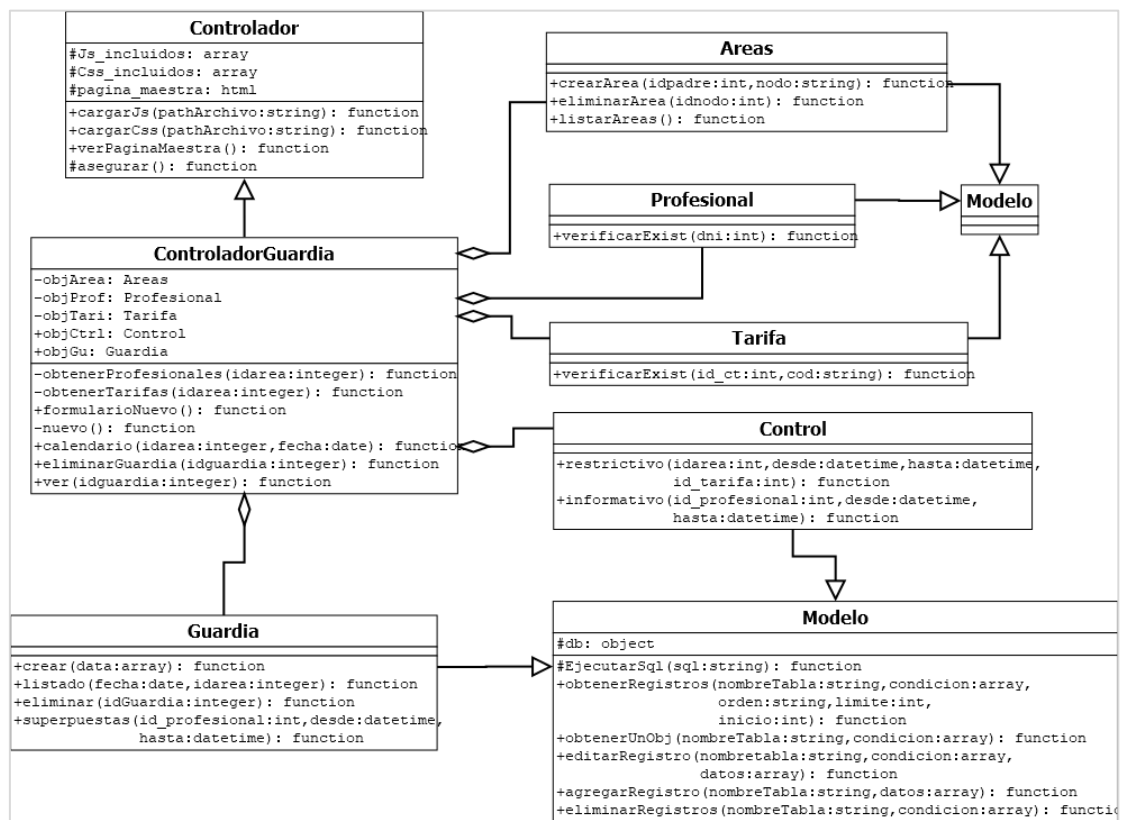 Controlador
#Js_incluidos: array
#Css_incluidos: array
#pagina_maestra: html
+cargarJs(pathArchivo:string): function
+cargarCss(pathArchivo:string): function
+verPaginaMaestra(): function
#asegurar(): function
Areas
+crearArea(idpadre:int,nodo:string): function
+eliminarArea(idnodo:int): function
+listarAreas(): function
Profesional
+verificarExist(dni:int): function
Modelo
ControladorGuardia
-objArea: Areas
-objProf: Profesional
-objTari: Tarifa
+objCtrl: Control
+objGu: Guardia
-obtenerProfesionales(idarea:integer): function
-obtenerTarifas(idarea:integer): function
+formularioNuevo(): function
-nuevo(): function
+calendario(idarea:integer,fecha:date): function
+eliminarGuardia(idguardia:integer): function
+ver(idguardia:integer): function
Tarifa
+verificarExist(id_ct:int,cod:string): function
Control
+restrictivo(idarea:int,desde:datetime,hasta:datetime,
id_tarifa:int): function
+informativo(id_profesional:int,desde:datetime,
hasta:datetime): function
Guardia
+crear(data:array): function
+listado(fecha:date,idarea:integer): function
+eliminar(idGuardia:integer): function
+superpuestas(id_profesional:int,desde:datetime,
hasta:datetime): function
Modelo
#db: object
#EjecutarSql(sql:string): function
+obtenerRegistros(nombreTabla:string,condicion:array,
orden:string,limite:int,
inicio:int): function
+obtenerUnObj(nombreTabla:string,condicion:array): function
+editarRegistro(nombretabla:string,condicion:array,
datos:array): function
+agregarRegistro(nombreTabla:string,datos:array): function
+eliminarRegistros(nombreTabla:string,condicion:array): functio